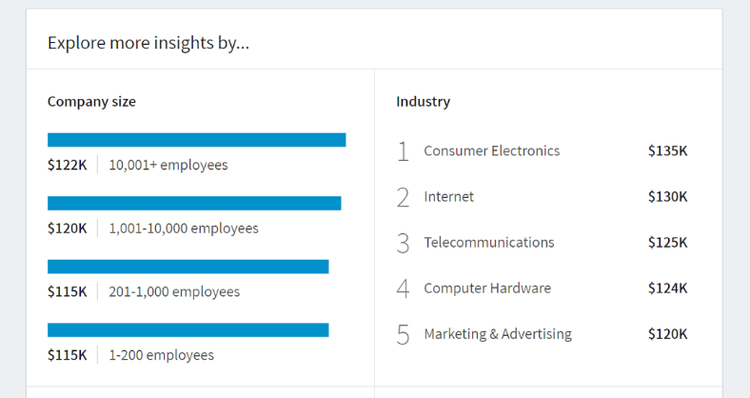 Explore more insights by...
Company size
$122K 10,001+ employees
$120K 1,001-10,000 employees
$115K 201-1,000 employees
$115K 1-200 employees
Industry
1 Consumer Electronics $135K
2 Internet $130K
3 Telecommunications $125K
4 Computer Hardware $124K
5 Marketing & Advertising $120K